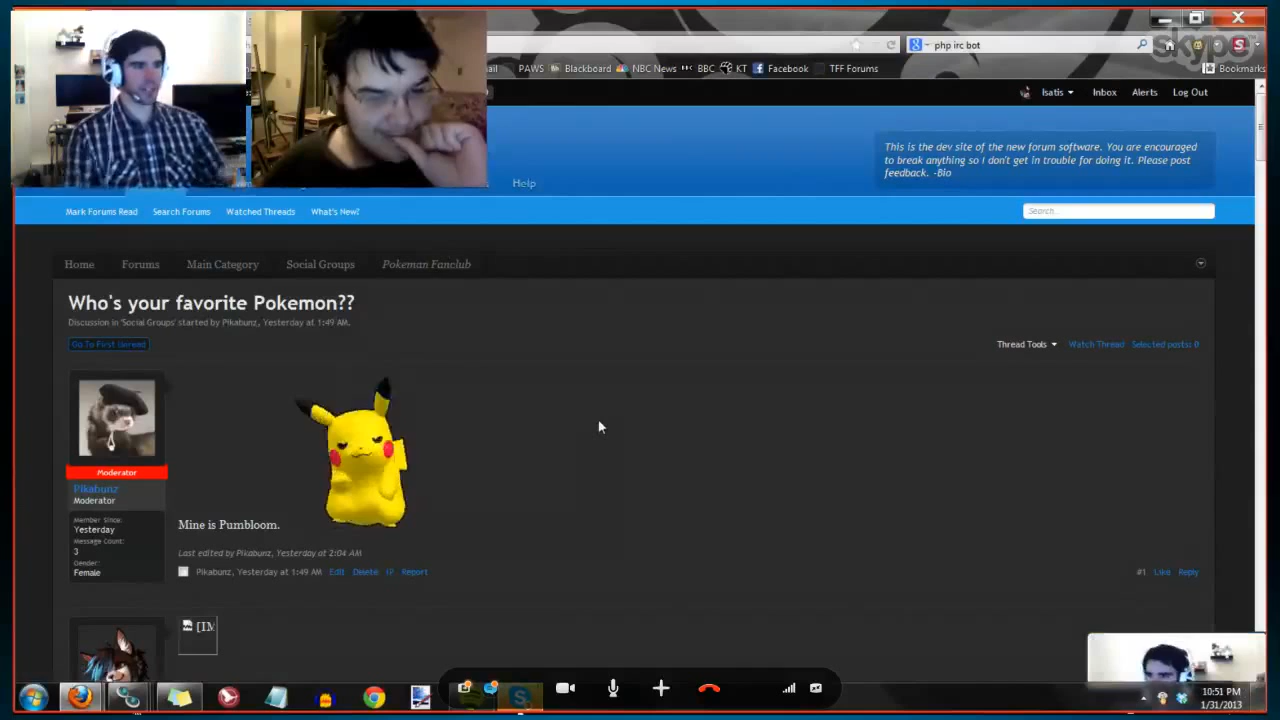 php irc bot
skype
PAWS Blackboard NBC News BBC KT Facebook TFF Forums Bookmarks
Isatis Inbox Alerts Log Out
This is the dev site of the new forum software. You are encouraged
to break anything so I don't get in trouble for doing it. Please post
feedback. -Bio
Help
Mark Forums Read Search Forums Watched Threads What's New?
Search...
Home Forums Main Category Social Groups Pokeman Fanclub
Who's your favorite Pokemon??
Discussion in 'Social Groups' started by Pikabunz, Yesterday at 1:49 AM.
Go To First Unread Thread Tools Watch Thread Selected posts: 0
Moderator
Pikabunz
Moderator
Member Since:
Yesterday
Message Count:
3
Gender:
Female
Mine is Pumbloom.
Last edited by Pikabunz, Yesterday at 2:04 AM
Pikabunz, Yesterday at 1:49 AM Edit Delete IP Report #1 Like Reply
10:51 PM
1/31/2013